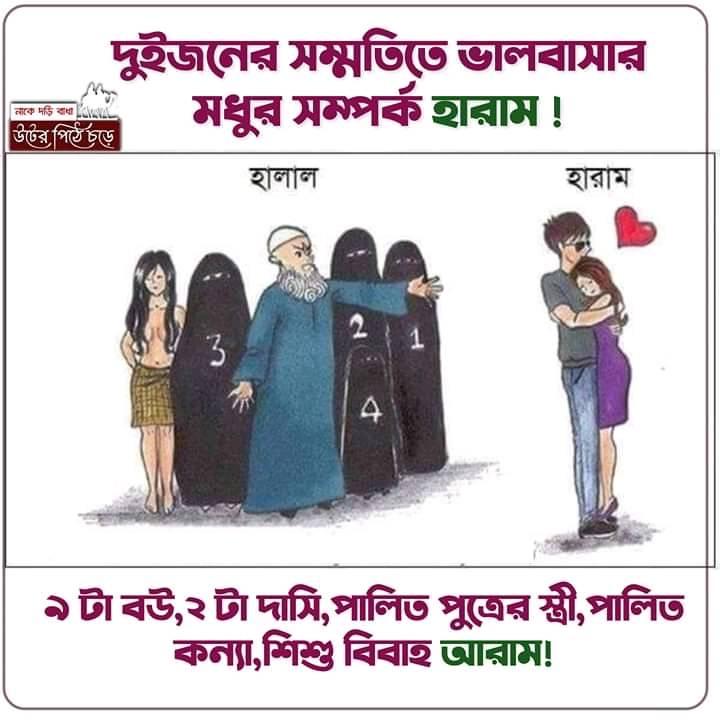 দুইজনের সম্মতিতে ভালবাসার
মধুর সম্পর্ক হারাম !
নাকে দড়ি বাধা
উটের পিঠে চড়ে
হালাল
হারাম
3
2
1
4
৯ টা বউ,২ টা দাসি,পালিত পুত্রের স্ত্রী,পালিত
কন্যা,শিশু বিবাহ আরাম!